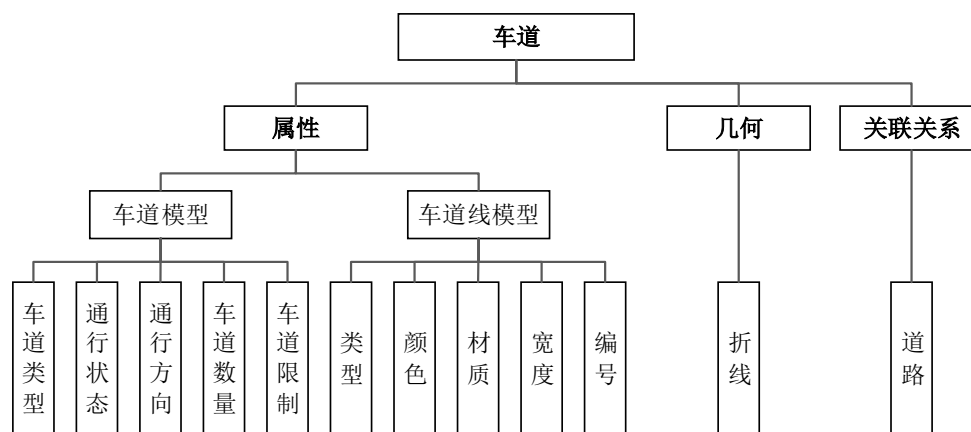 车道
属性
几何
关联关系
车道模型
车道线模型
车道类型
通行状态
通行方向
车道数量
车道限制
类型
颜色
材质
宽度
编号
折线
道路